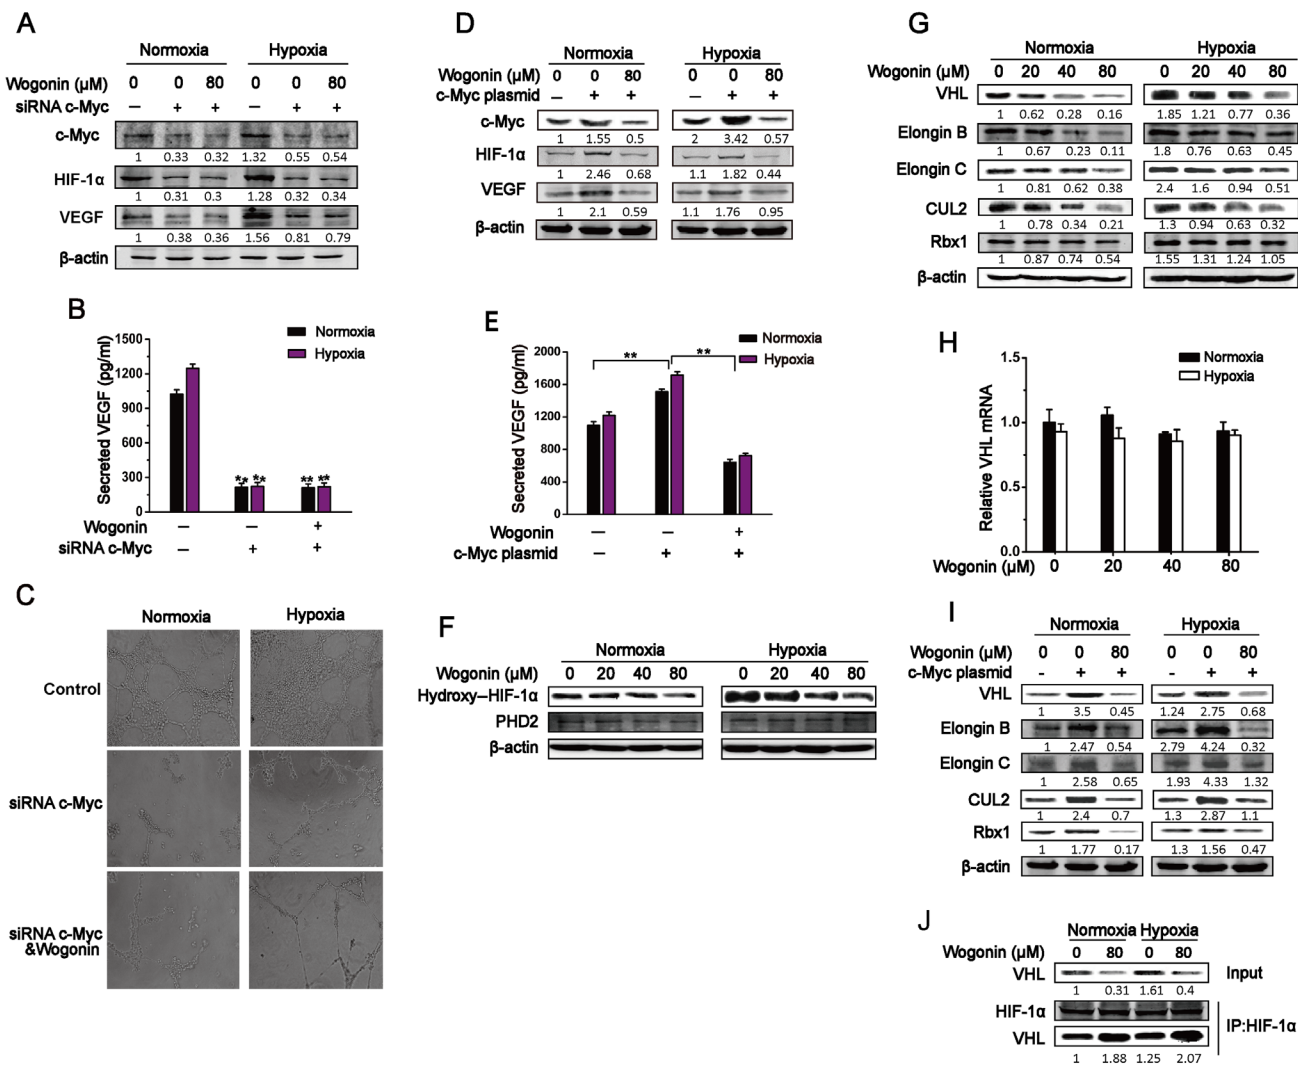 A
Normoxia Hypoxia
Wogonin (μM) 0 0 80 0 0 80
siRNA c-Myc — + + — + +
c-Myc
1 0.33 0.32 1.32 0.55 0.54
HIF-1α
1 0.31 0.3 1.28 0.32 0.34
VEGF
1 0.38 0.36 1.56 0.81 0.79
β-actin
B
Normoxia
Hypoxia
Secreted VEGF (pg/ml)
1500
1200
900
600
300
0
** ** ** **
Wogonin — — +
siRNA c-Myc — + +
C
Normoxia Hypoxia
Control
siRNA c-Myc
siRNA c-Myc
&Wogonin
D
Normoxia Hypoxia
Wogonin (μM) 0 0 80 0 0 80
c-Myc plasmid — + + — + +
c-Myc
1 1.55 0.5 2 3.42 0.57
HIF-1α
1 2.46 0.68 1.1 1.82 0.44
VEGF
1 2.1 0.59 1.1 1.76 0.95
β-actin
E
Normoxia
Hypoxia
Secreted VEGF (pg/ml)
2000
1600
1200
800
400
0
** **
Wogonin — — +
c-Myc plasmid — + +
F
Normoxia Hypoxia
Wogonin (μM) 0 20 40 80 0 20 40 80
Hydroxy—HIF-1α
PHD2
β-actin
G
Normoxia Hypoxia
Wogonin (μM) 0 20 40 80 0 20 40 80
VHL
1 0.62 0.28 0.16 1.85 1.21 0.77 0.36
Elongin B
1 0.67 0.23 0.11 1.8 0.76 0.63 0.45
Elongin C
1 0.81 0.62 0.38 2.4 1.6 0.94 0.51
CUL2
1 0.78 0.34 0.21 1.3 0.94 0.63 0.32
Rbx1
1 0.87 0.74 0.54 1.55 1.31 1.24 1.05
β-actin
H
Normoxia
Hypoxia
Relative VHL mRNA
1.5
1.0
0.5
0.0
Wogonin (μM) 0 20 40 80
I
Normoxia Hypoxia
Wogonin (μM) 0 0 80 0 0 80
c-Myc plasmid - + + - + +
VHL
1 3.5 0.45 1.24 2.75 0.68
Elongin B
1 2.47 0.54 2.79 4.24 0.32
Elongin C
1 2.58 0.65 1.93 4.33 1.32
CUL2
1 2.4 0.7 1.3 2.87 1.1
Rbx1
1 1.77 0.17 1.3 1.56 0.47
β-actin
J
Normoxia Hypoxia
Wogonin (μM) 0 80 0 80
VHL Input
1 0.31 1.61 0.4
HIF-1α
IP:HIF-1α
VHL
1 1.88 1.25 2.07